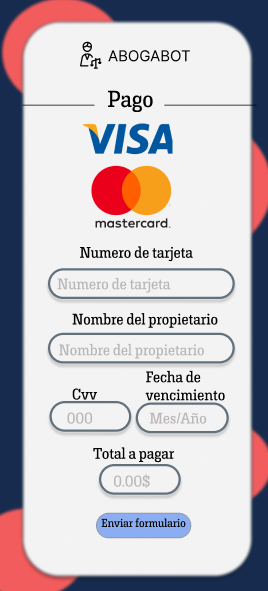 ABOGABOT
Pago
VISA
mastercard.
Numero de tarjeta
Numero de tarjeta
Nombre del propietario
Nombre del propietario
Cvv
000
Fecha de
vencimiento
Mes/Año
Total a pagar
0.00$
Enviar formulario